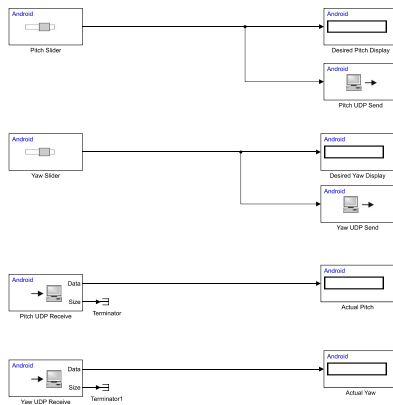 Android
Android
Pitch Slider
Desired Pitch Display
Android
Pitch UDP Send
Android
Android
Yaw Slider
Desired Yaw Display
Android
Yaw UDP Send
Android
Android
Data
Size
Pitch UDP Receive
Terminator
Actual Pitch
Android
Android
Data
Size
Yaw UDP Receive
Terminator1
Actual Yaw